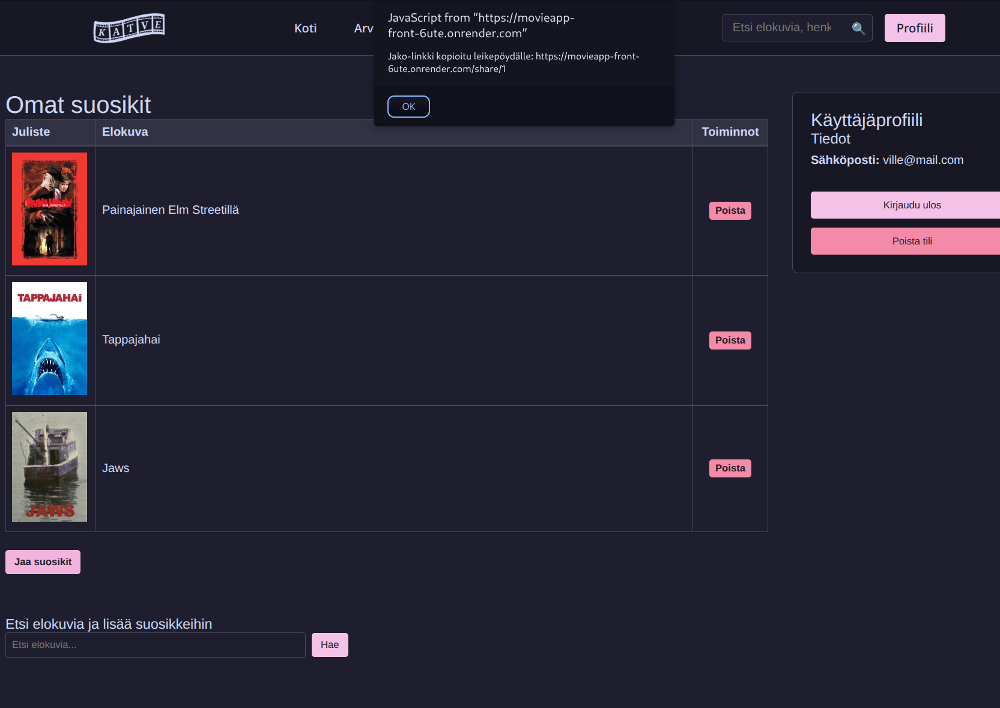 KATVE
Koti
Arv
JavaScript from “https://movieapp-
front-6ute.onrender.com”
Jako-linkki kopioitu leikepöydälle: https://movieapp-front-
6ute.onrender.com/share/1
OK
Etsi elokuvia, henk
Profiili
Omat suosikit
Juliste
Elokuva
Toiminnot
ELM STREETILLÄ
Painajainen Elm Streetillä
Poista
TAPPAJAHAi
Tappajahai
Poista
JAWS
Jaws
Poista
Jaa suosikit
Etsi elokuvia ja lisää suosikkeihin
Etsi elokuvia...
Hae
Käyttäjäprofiili
Tiedot
Sähköposti: ville@mail.com
Kirjaudu ulos
Poista tili